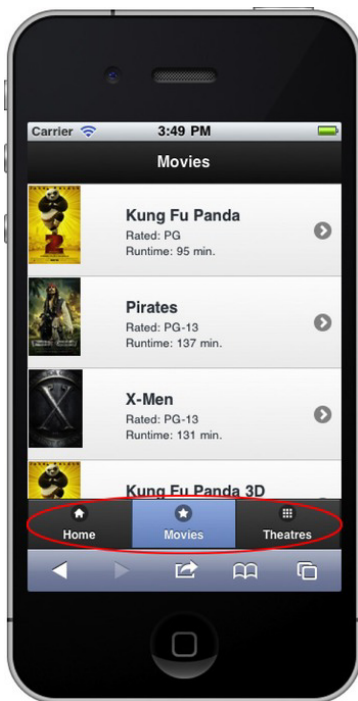 Carrier
3:49 PM
Movies
2
Kung Fu Panda
Rated: PG
Runtime: 95 min.
Pirates
Rated: PG-13
Runtime: 137 min.
X-Men
Rated: PG-13
Runtime: 131 min.
Kung Fu Panda 3D
Home
Movies
Theatres